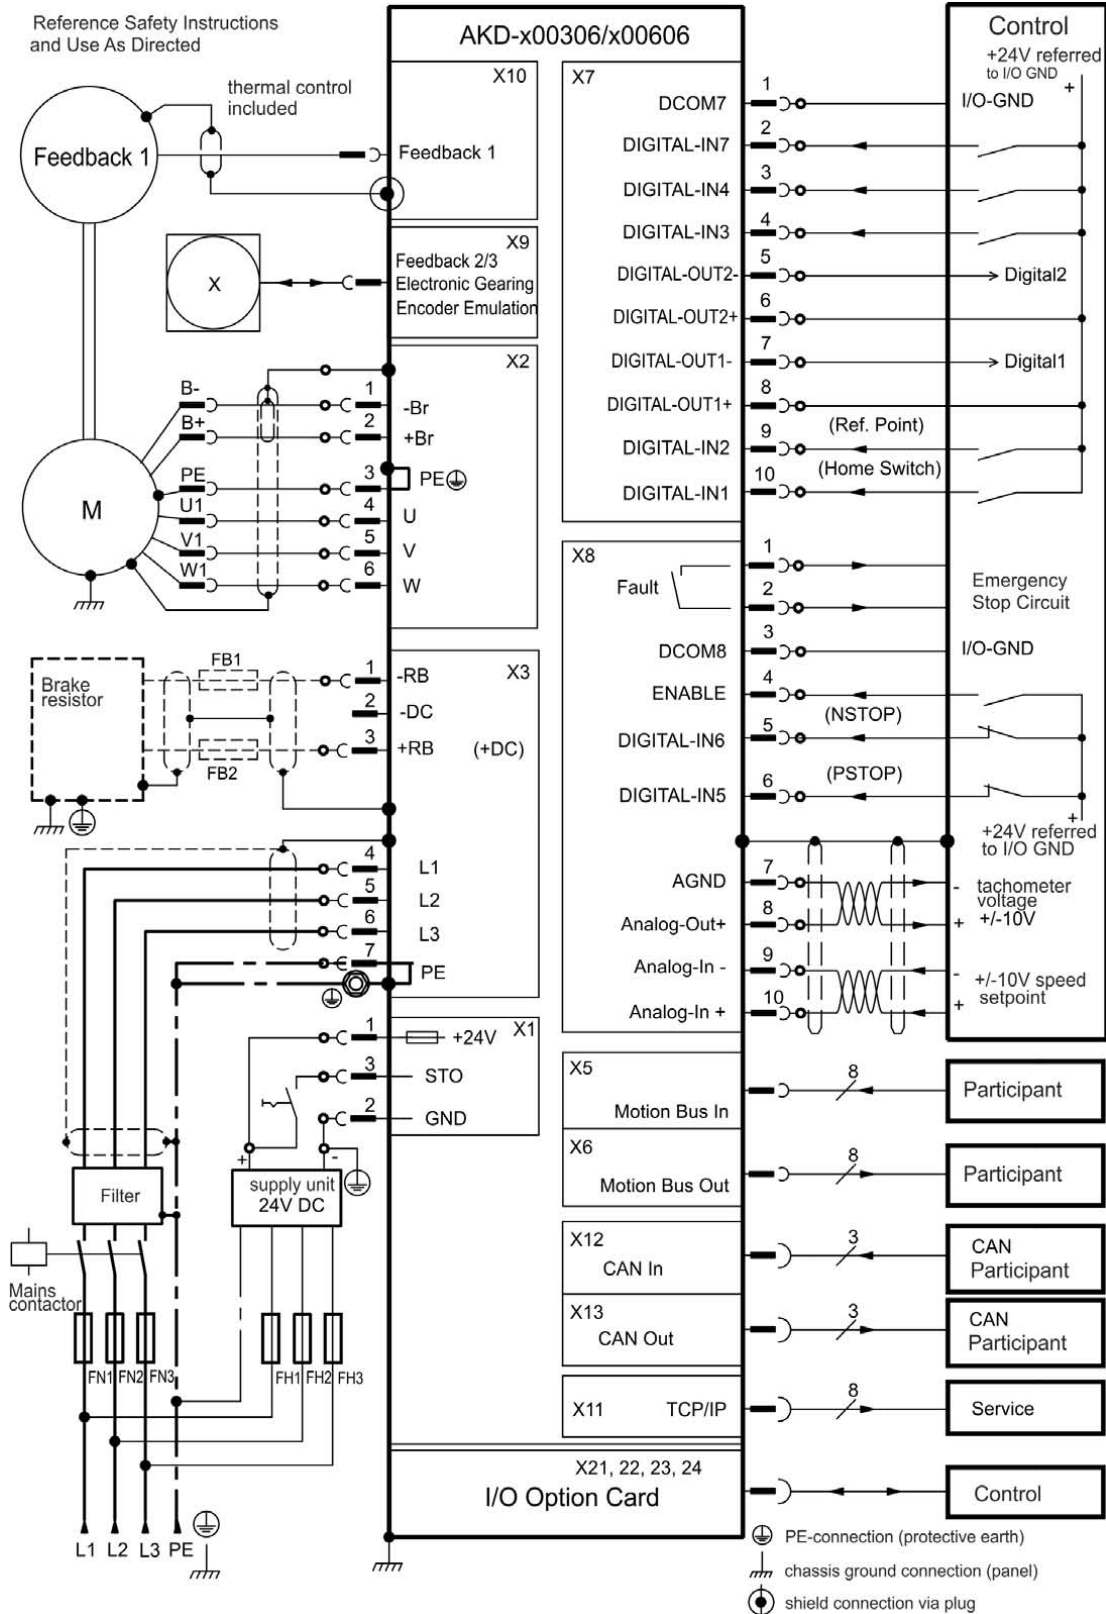 Reference Safety Instructions
and Use As Directed
AKD-x00306/x00606
Control
+24V referred
to I/O GND
+
thermal control
included
X10
Feedback 1
Feedback 1
X9
Feedback 2/3
Electronic Gearing
Encoder Emulation
X
X2
B-
1
-Br
B+
2
+Br
PE
3
PE
U1
4
U
V1
5
V
W1
6
W
M
X3
Brake
resistor
FB1
1
-RB
2
-DC
3
+RB
(+DC)
FB2
4
L1
5
L2
6
L3
7
PE
X1
1
+24V
3
STO
2
GND
+
-
supply unit
24V DC
Filter
Mains
contactor
FN1
FN2
FN3
FH1
FH2
FH3
L1
L2
L3
PE
X7
DCOM7
1
I/O-GND
DIGITAL-IN7
2
DIGITAL-IN4
3
DIGITAL-IN3
4
DIGITAL-OUT2-
5
Digital2
DIGITAL-OUT2+
6
DIGITAL-OUT1-
7
Digital1
DIGITAL-OUT1+
8
(Ref. Point)
DIGITAL-IN2
9
(Home Switch)
DIGITAL-IN1
10
X8
Fault
1
2
Emergency
Stop Circuit
DCOM8
3
I/O-GND
ENABLE
4
(NSTOP)
DIGITAL-IN6
5
(PSTOP)
DIGITAL-IN5
6
+
+24V referred
to I/O GND
AGND
7
-
tachometer
voltage
+/-10V
Analog-Out+
8
+
Analog-In -
9
-
+/-10V speed
setpoint
Analog-In +
10
+
X5
Motion Bus In
8
Participant
X6
Motion Bus Out
8
Participant
X12
CAN In
3
CAN
Participant
X13
CAN Out
3
CAN
Participant
X11
TCP/IP
8
Service
X21, 22, 23, 24
I/O Option Card
Control
PE-connection (protective earth)
chassis ground connection (panel)
shield connection via plug